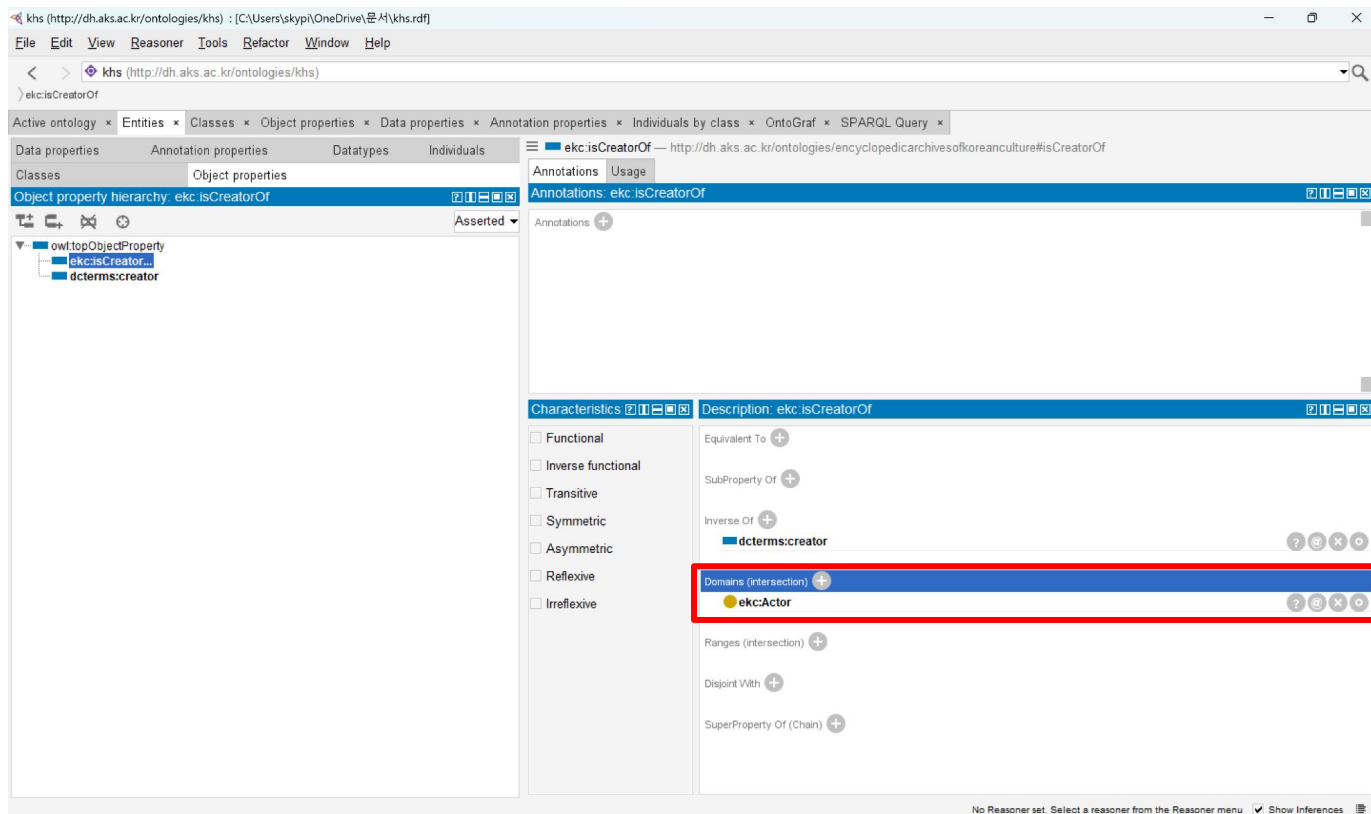 khs (http://dh.aks.ac.kr/ontologies/khs) : [C:\Users\skypi\OneDrive\문서\khs.rdf]
File Edit View Reasoner Tools Refactor Window Help
khs (http://dh.aks.ac.kr/ontologies/khs)
ekc:isCreatorOf
Active ontology × Entities × Classes × Object properties × Data properties × Annotation properties × Individuals by class × OntoGraf × SPARQL Query ×
Data properties Annotation properties Datatypes Individuals
Classes Object properties
Object property hierarchy: ekc:isCreatorOf
Asserted
owl:topObjectProperty
ekc:isCreator...
dcterms:creator
ekc:isCreatorOf — http://dh.aks.ac.kr/ontologies/encyclopedicarchivesofkoreanculture#isCreatorOf
Annotations Usage
Annotations: ekc:isCreatorOf
Annotations
Characteristics
Functional
Inverse functional
Transitive
Symmetric
Asymmetric
Reflexive
Irreflexive
Description: ekc:isCreatorOf
Equivalent To
SubProperty Of
Inverse Of
dcterms:creator
Domains (intersection)
ekc:Actor
Ranges (intersection)
Disjoint With
SuperProperty Of (Chain)
No Reasoner set. Select a reasoner from the Reasoner menu Show Inferences